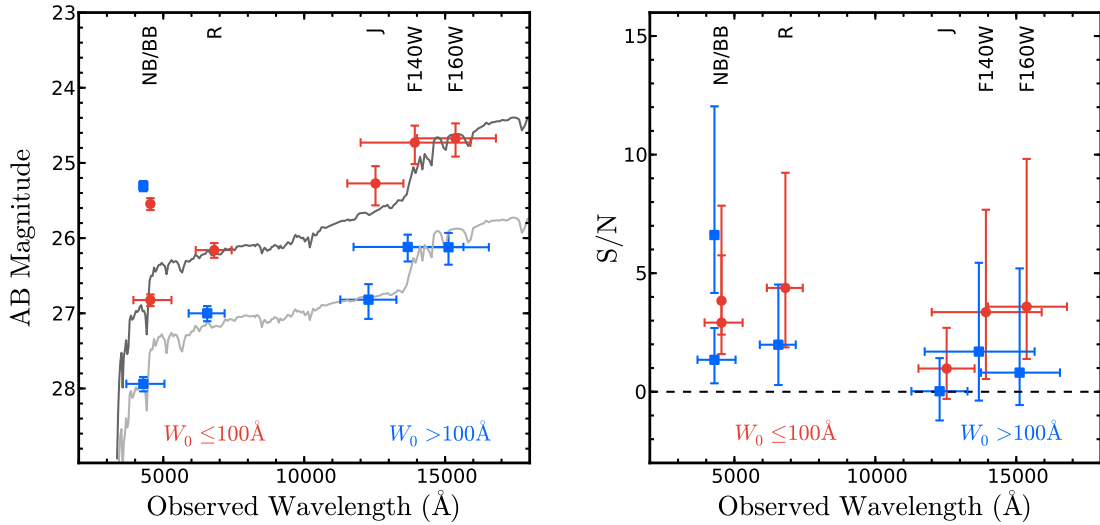 23
24
25
26
27
28
AB Magnitude
NB/BB
R
J
F140W
F160W
W₀ ≤100Å
W₀ >100Å
5000
10000
15000
Observed Wavelength (Å)
15
10
5
0
S/N
NB/BB
R
J
F140W
F160W
W₀ ≤100Å
W₀ >100Å
5000
10000
15000
Observed Wavelength (Å)